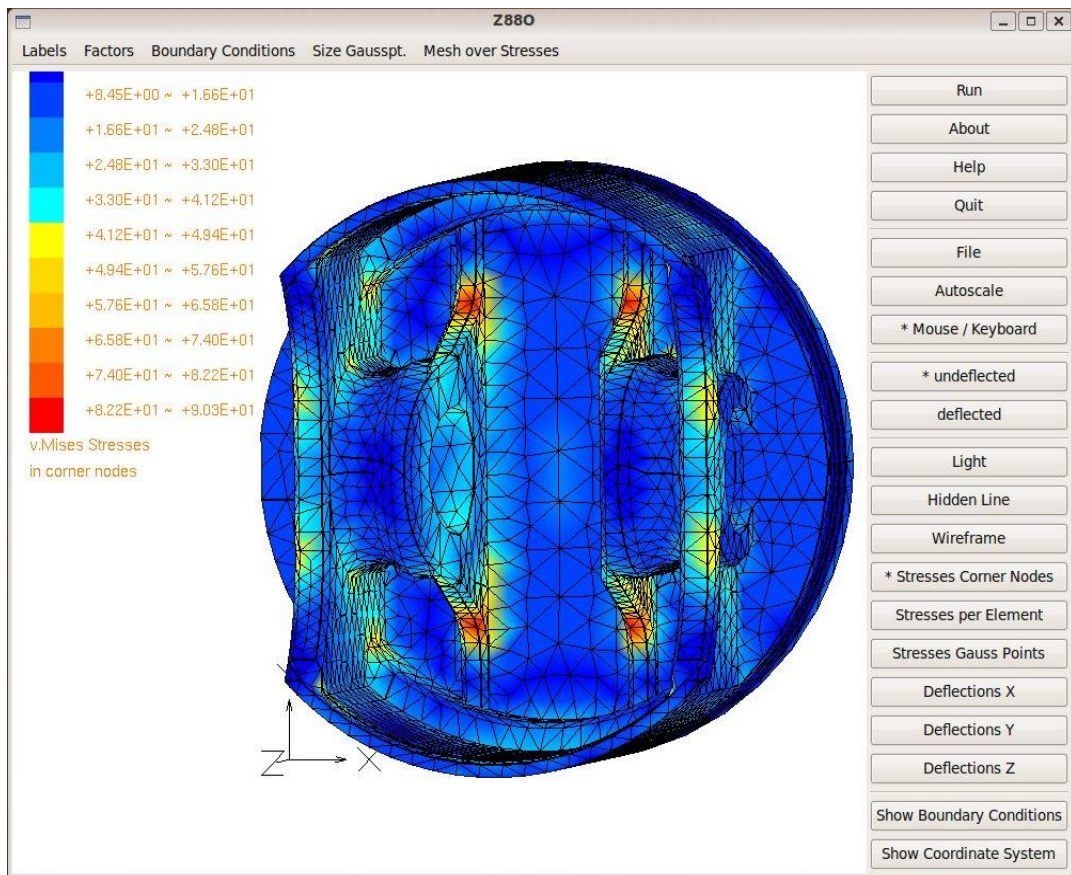 Z88O
Labels Factors Boundary Conditions Size Gausspt. Mesh over Stresses
+8.45E+00 ~ +1.66E+01
+1.66E+01 ~ +2.48E+01
+2.48E+01 ~ +3.30E+01
+3.30E+01 ~ +4.12E+01
+4.12E+01 ~ +4.94E+01
+4.94E+01 ~ +5.76E+01
+5.76E+01 ~ +6.58E+01
+6.58E+01 ~ +7.40E+01
+7.40E+01 ~ +8.22E+01
+8.22E+01 ~ +9.03E+01
v.Mises Stresses
in corner nodes
Z X
Run
About
Help
Quit
File
Autoscale
* Mouse / Keyboard
* undeflected
deflected
Light
Hidden Line
Wireframe
* Stresses Corner Nodes
Stresses per Element
Stresses Gauss Points
Deflections X
Deflections Y
Deflections Z
Show Boundary Conditions
Show Coordinate System